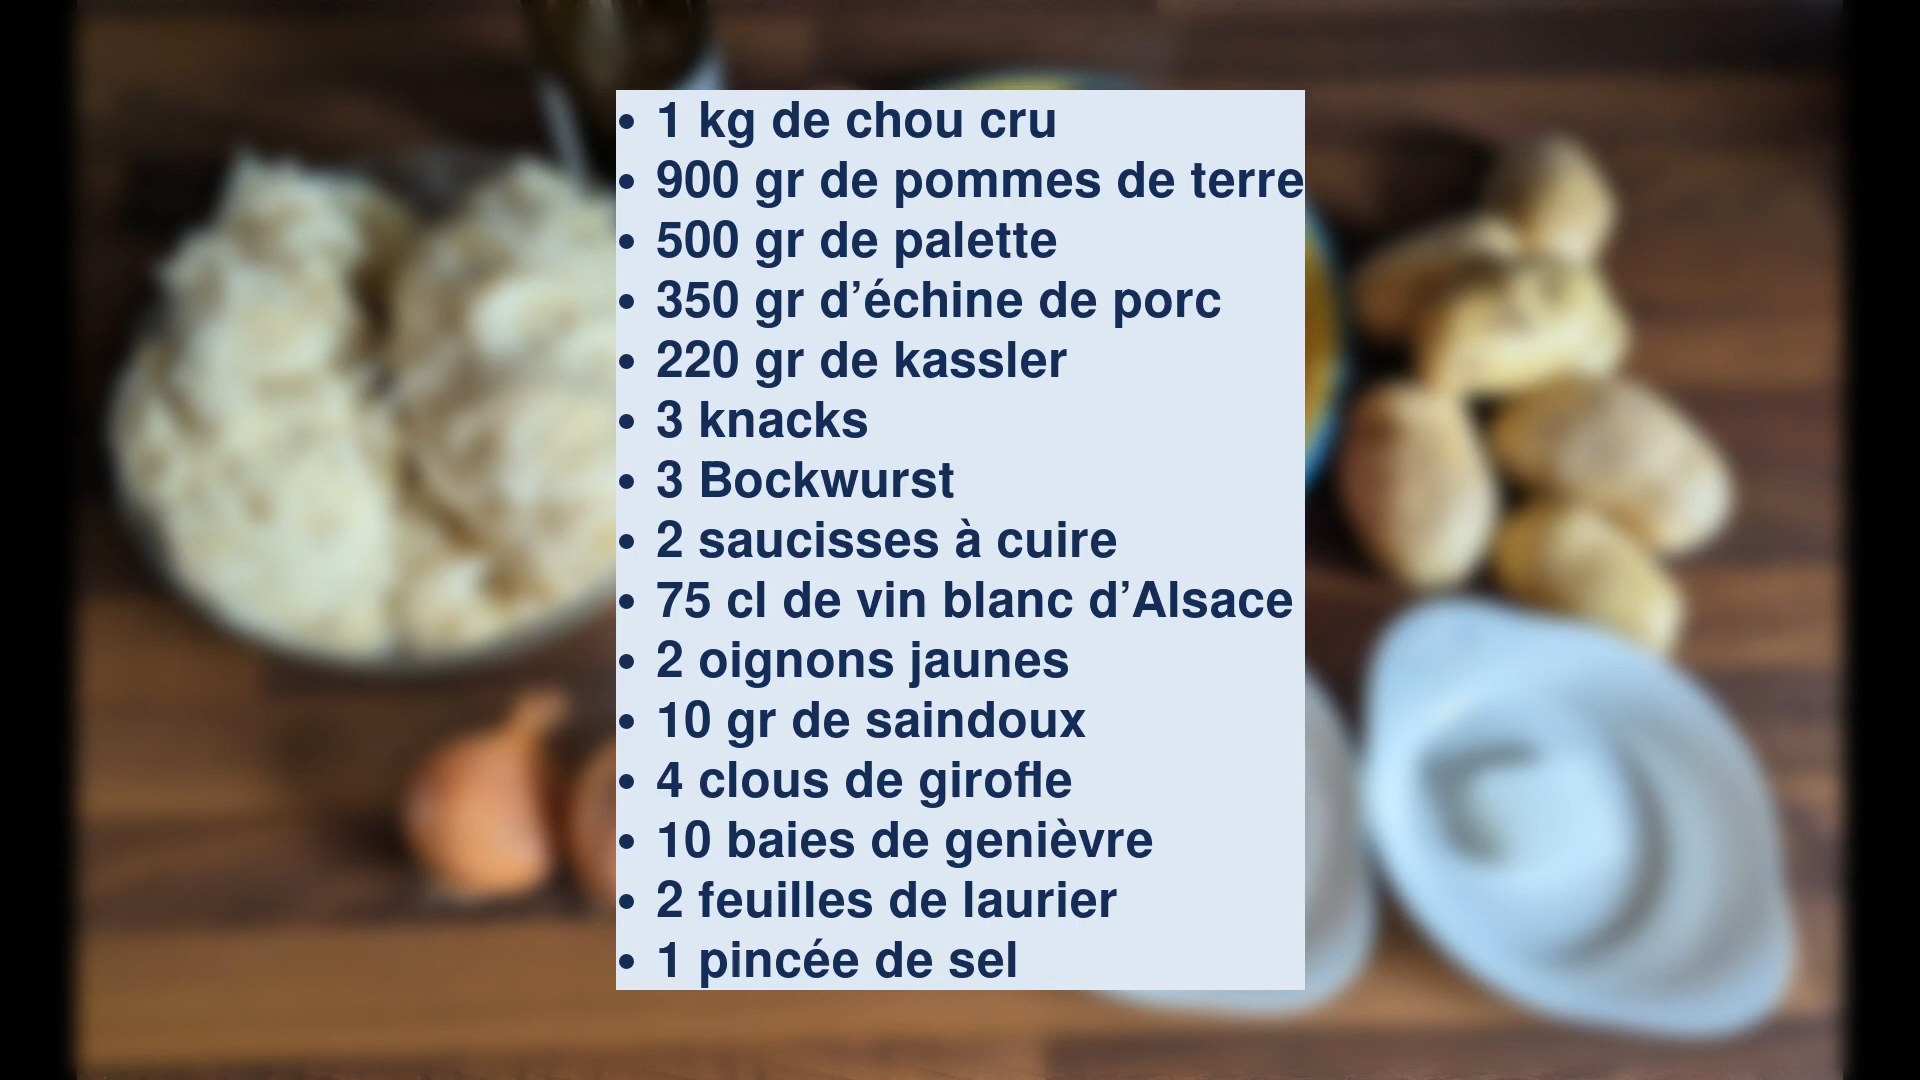 • 1 kg de chou cru
• 900 gr de pommes de terre
• 500 gr de palette
• 350 gr d’échine de porc
• 220 gr de kassler
• 3 knacks
• 3 Bockwurst
• 2 saucisses à cuire
• 75 cl de vin blanc d’Alsace
• 2 oignons jaunes
• 10 gr de saindoux
• 4 clous de girofle
• 10 baies de genièvre
• 2 feuilles de laurier
• 1 pincée de sel